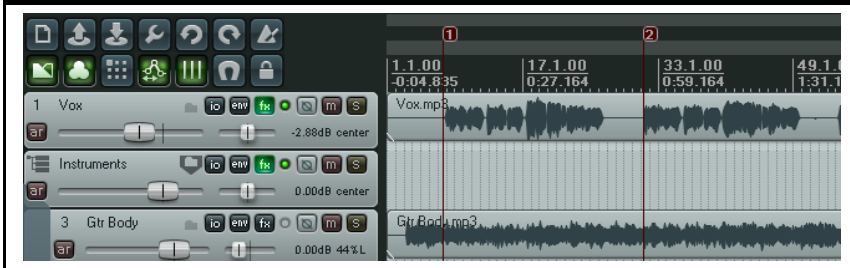 1 2
1.1.00 17.1.00 33.1.00 49.1.
-0:04.835 0:27.164 0:59.164 1:31.1
1 Vox io env fx m s
Vox.mp3
ar -2.88dB center
Instruments io env fx m s
ar 0.00dB center
3 Gtr Body io env fx m s
Gtr Body.mp3
ar 0.00dB 44%L